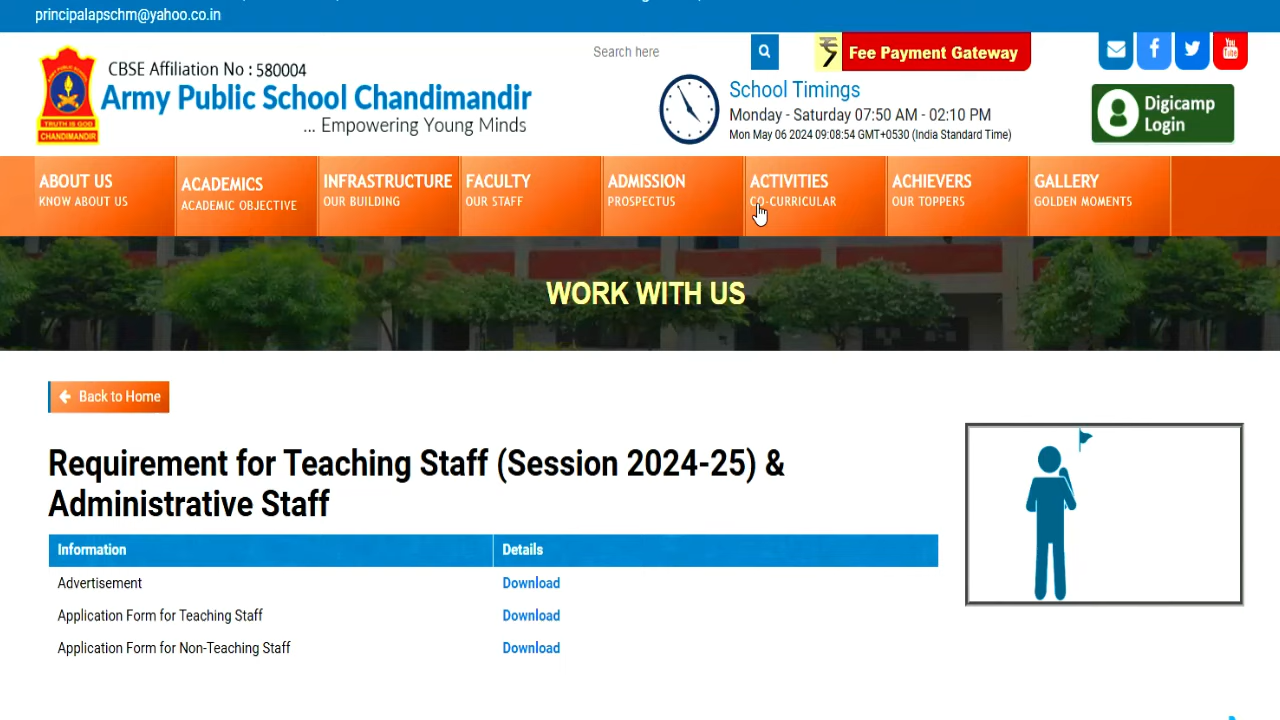 principalapschm@yahoo.co.in
CBSE Affiliation No : 580004
Army Public School Chandimandir
... Empowering Young Minds
TRUTH IS GOD
CHANDIMANDIR
Search here
Fee Payment Gateway
School Timings
Monday - Saturday 07:50 AM - 02:10 PM
Mon May 06 2024 09:08:54 GMT+0530 (India Standard Time)
You Tube
Digicamp
Login
ABOUT US
KNOW ABOUT US
ACADEMICS
ACADEMIC OBJECTIVE
INFRASTRUCTURE
OUR BUILDING
FACULTY
OUR STAFF
ADMISSION
PROSPECTUS
ACTIVITIES
CO-CURRICULAR
ACHIEVERS
OUR TOPPERS
GALLERY
GOLDEN MOMENTS
WORK WITH US
Back to Home
Requirement for Teaching Staff (Session 2024-25) &
Administrative Staff
Information Details
Advertisement Download
Application Form for Teaching Staff Download
Application Form for Non-Teaching Staff Download